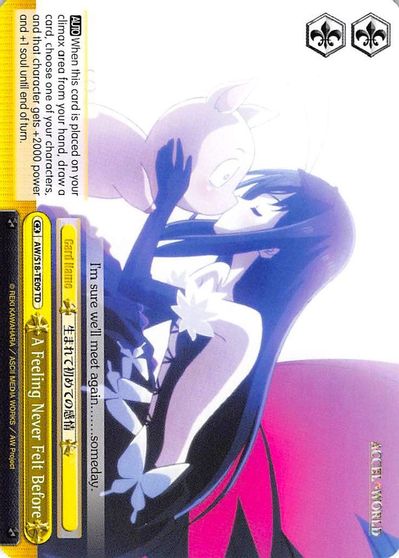 AUTO When this card is placed on your
climax area from your hand, draw a
card, choose one of your characters,
and that character gets +2000 power
and +1 soul until end of turn.
I'm sure we'll meet again………someday.
Card Name
生まれて初めての感情
AW/S18-TE09 TD
A Feeling Never Felt Before
© REKI KAWAHARA / ASCII MEDIA WORKS / AW Project
ACCEL WORLD